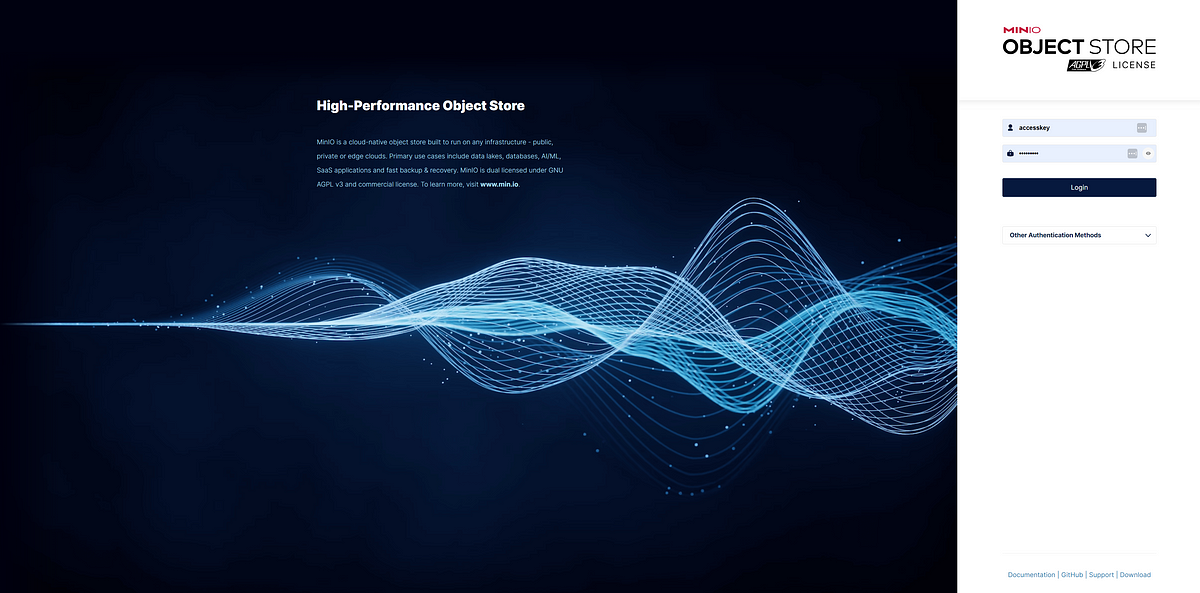 High-Performance Object Store
MinIO is a cloud-native object store built to run on any infrastructure - public,
private or edge clouds. Primary use cases include data lakes, databases, AI/ML,
SaaS applications and fast backup & recovery. MinIO is dual licensed under GNU
AGPL v3 and commercial license. To learn more, visit www.min.io.
MINIO
OBJECT STORE
AGPLv3 LICENSE
accesskey
•••••••••
Login
Other Authentication Methods
Documentation | GitHub | Support | Download